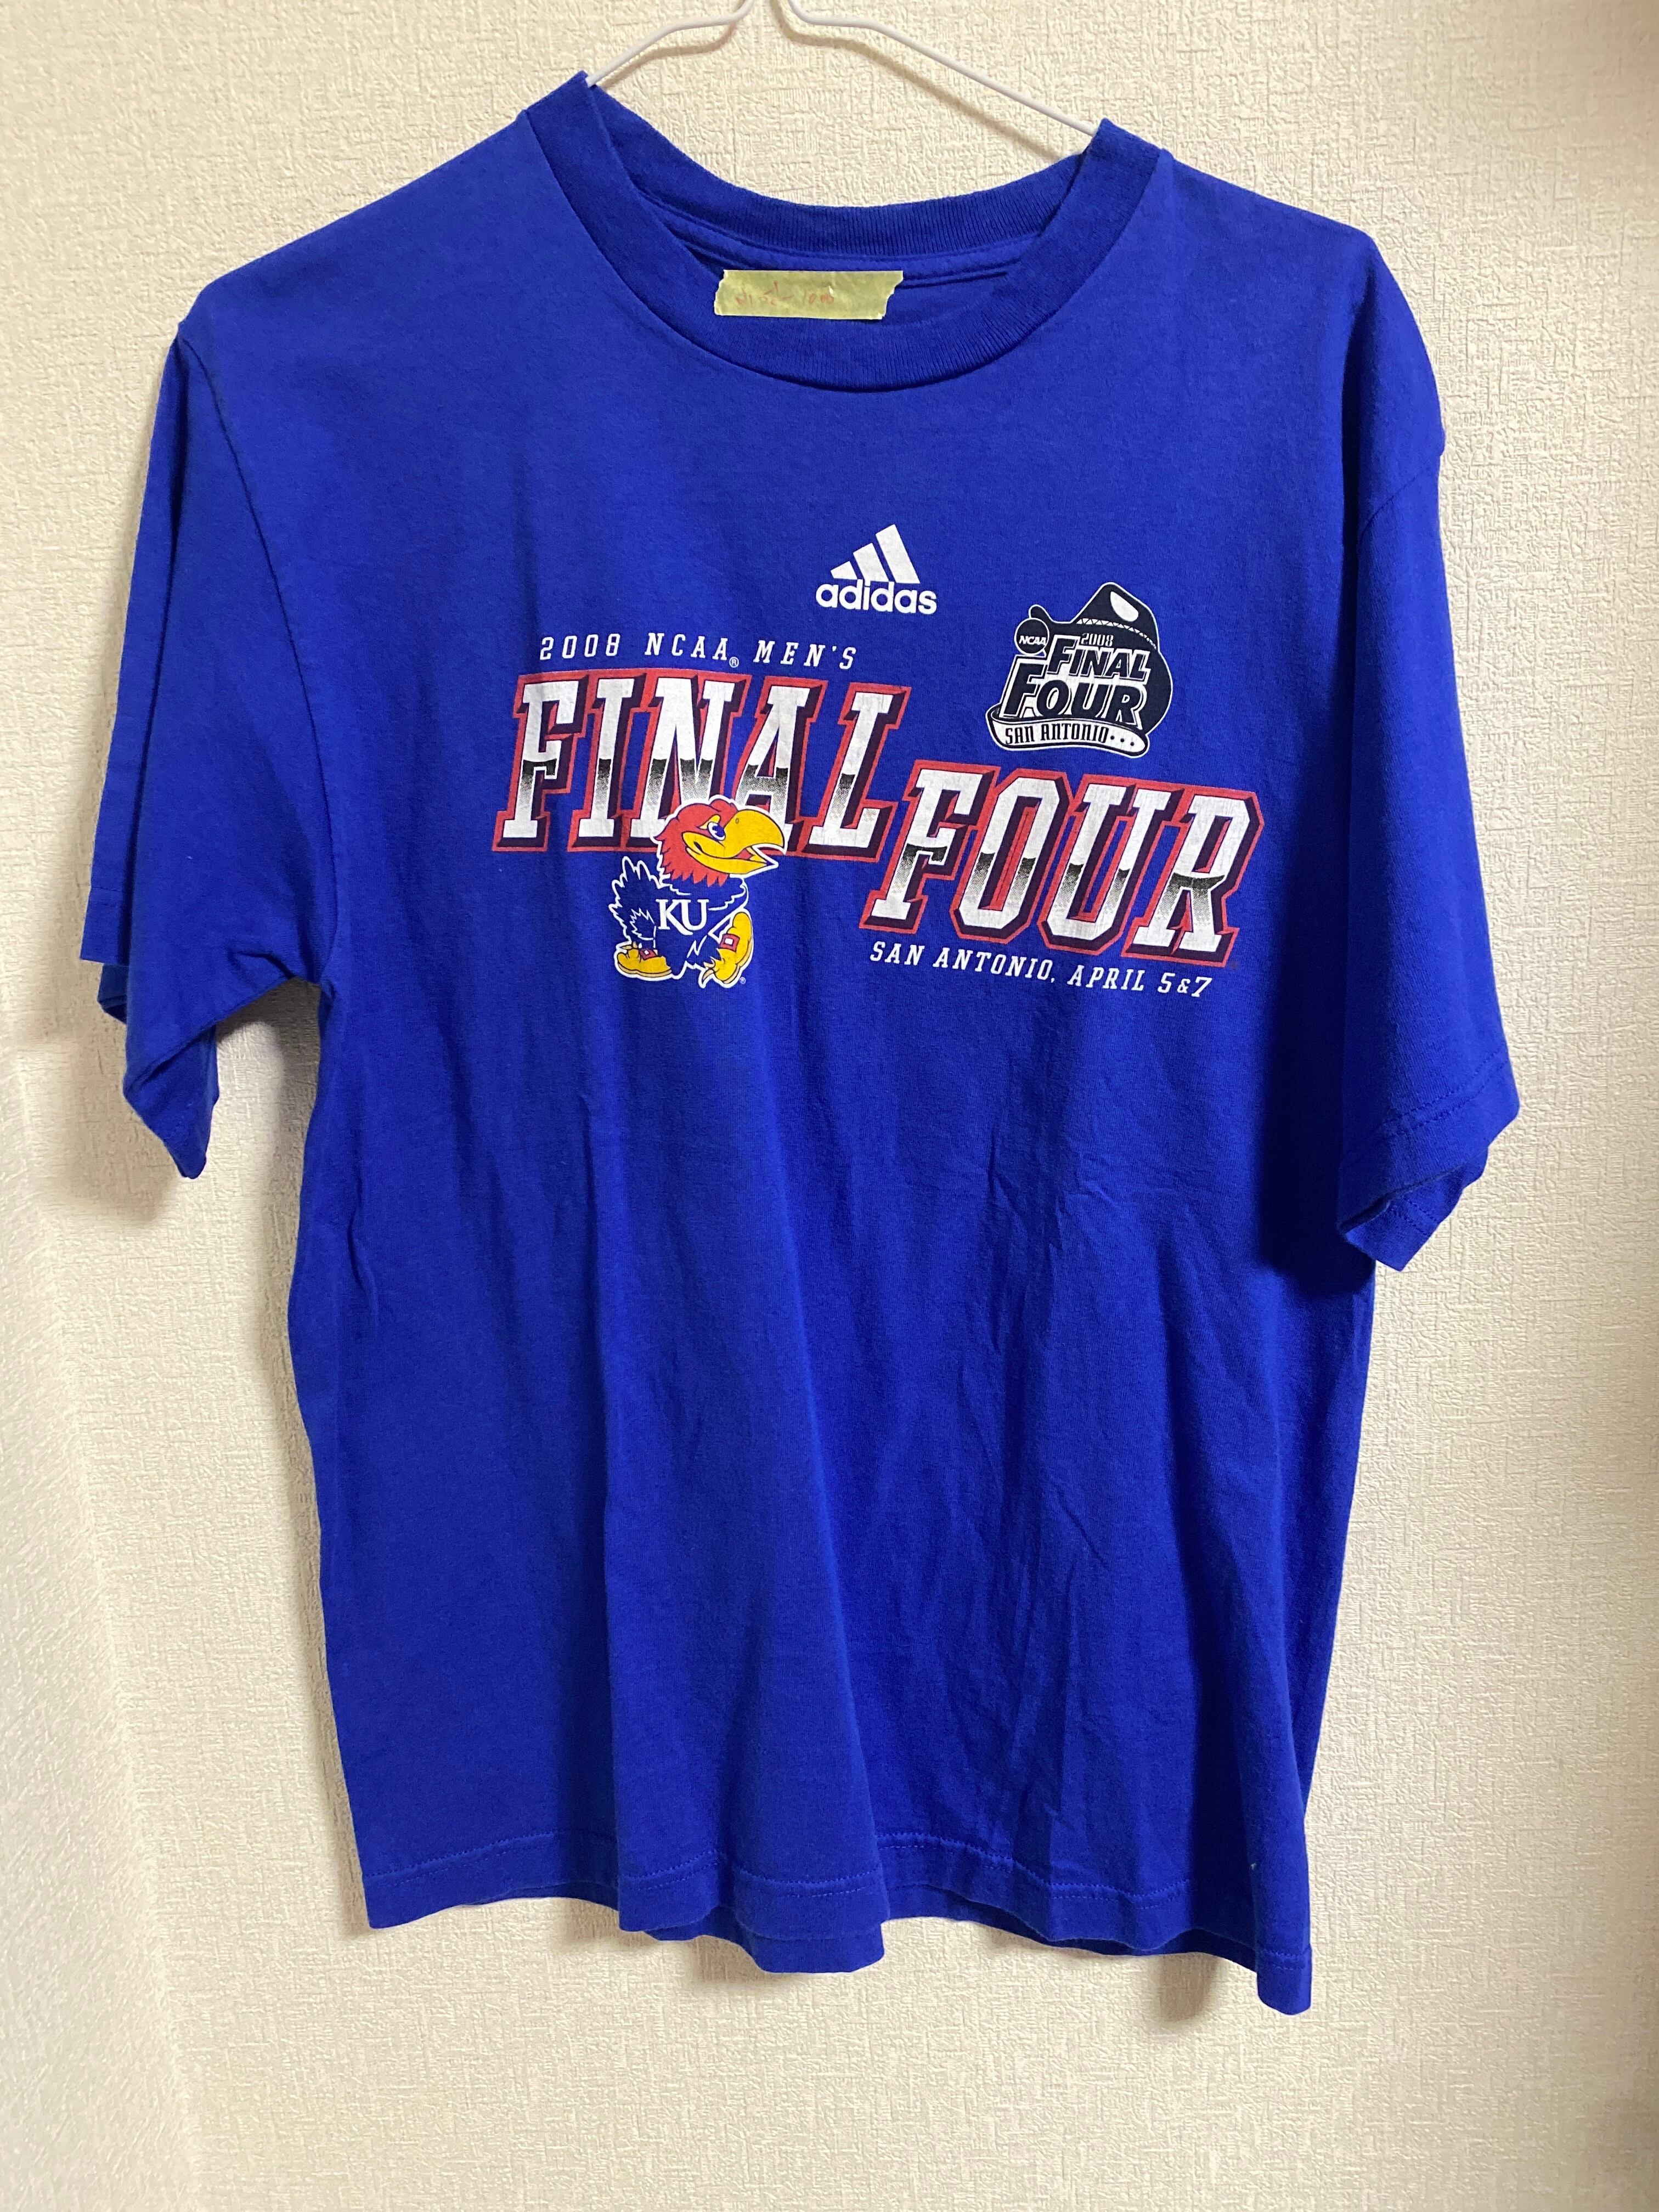 adidas
2008 NCAA® MEN'S
FINAL
FOUR
SAN ANTONIO, APRIL 5&7
NCAA
2008
FINAL
FOUR
SAN ANTONIO...
KU